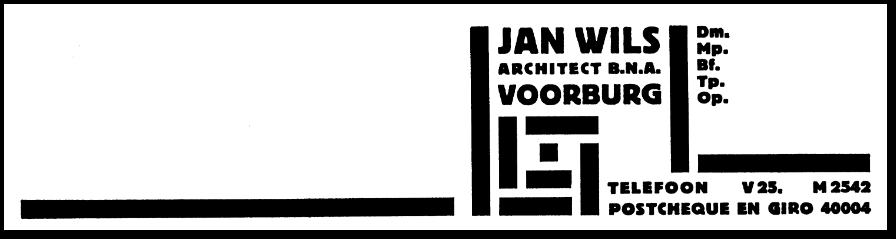 JAN WILS
ARCHITECT B.N.A.
VOORBURG
Dm.
Mp.
Bf.
Tp.
Op.
TELEFOON V 25. M 2542
POSTCHEQUE EN GIRO 40004